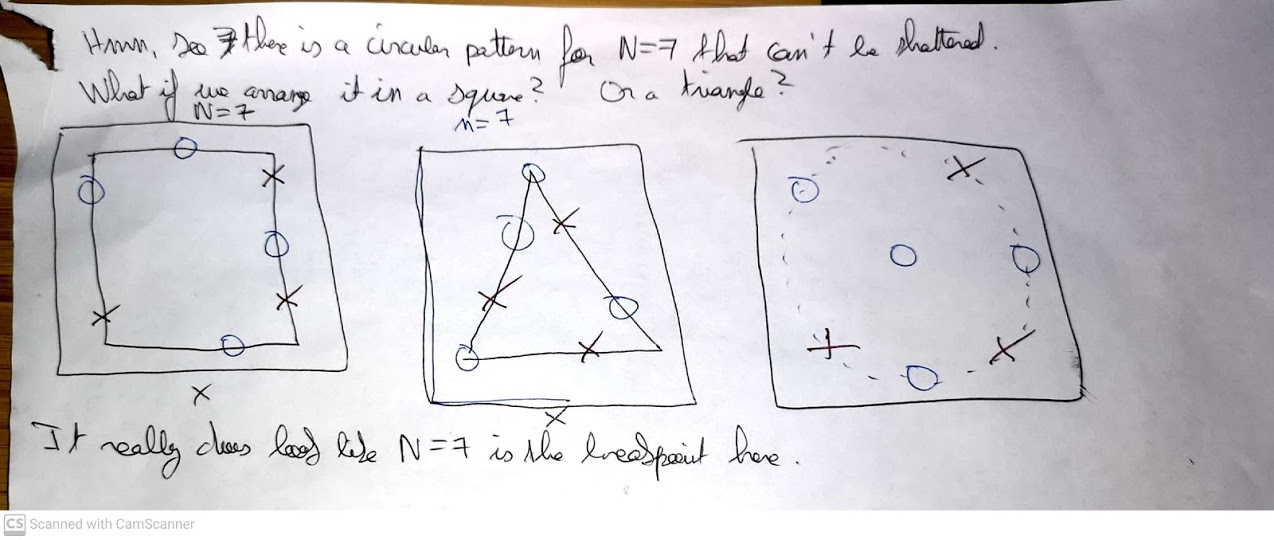 Hmm, so there is a circular pattern for N=7 that can't be shattered.
What if we arrange it in a square? Or a triangle?
N=7
n=7
It really does look like N=7 is the breakpoint here.
CS Scanned with CamScanner